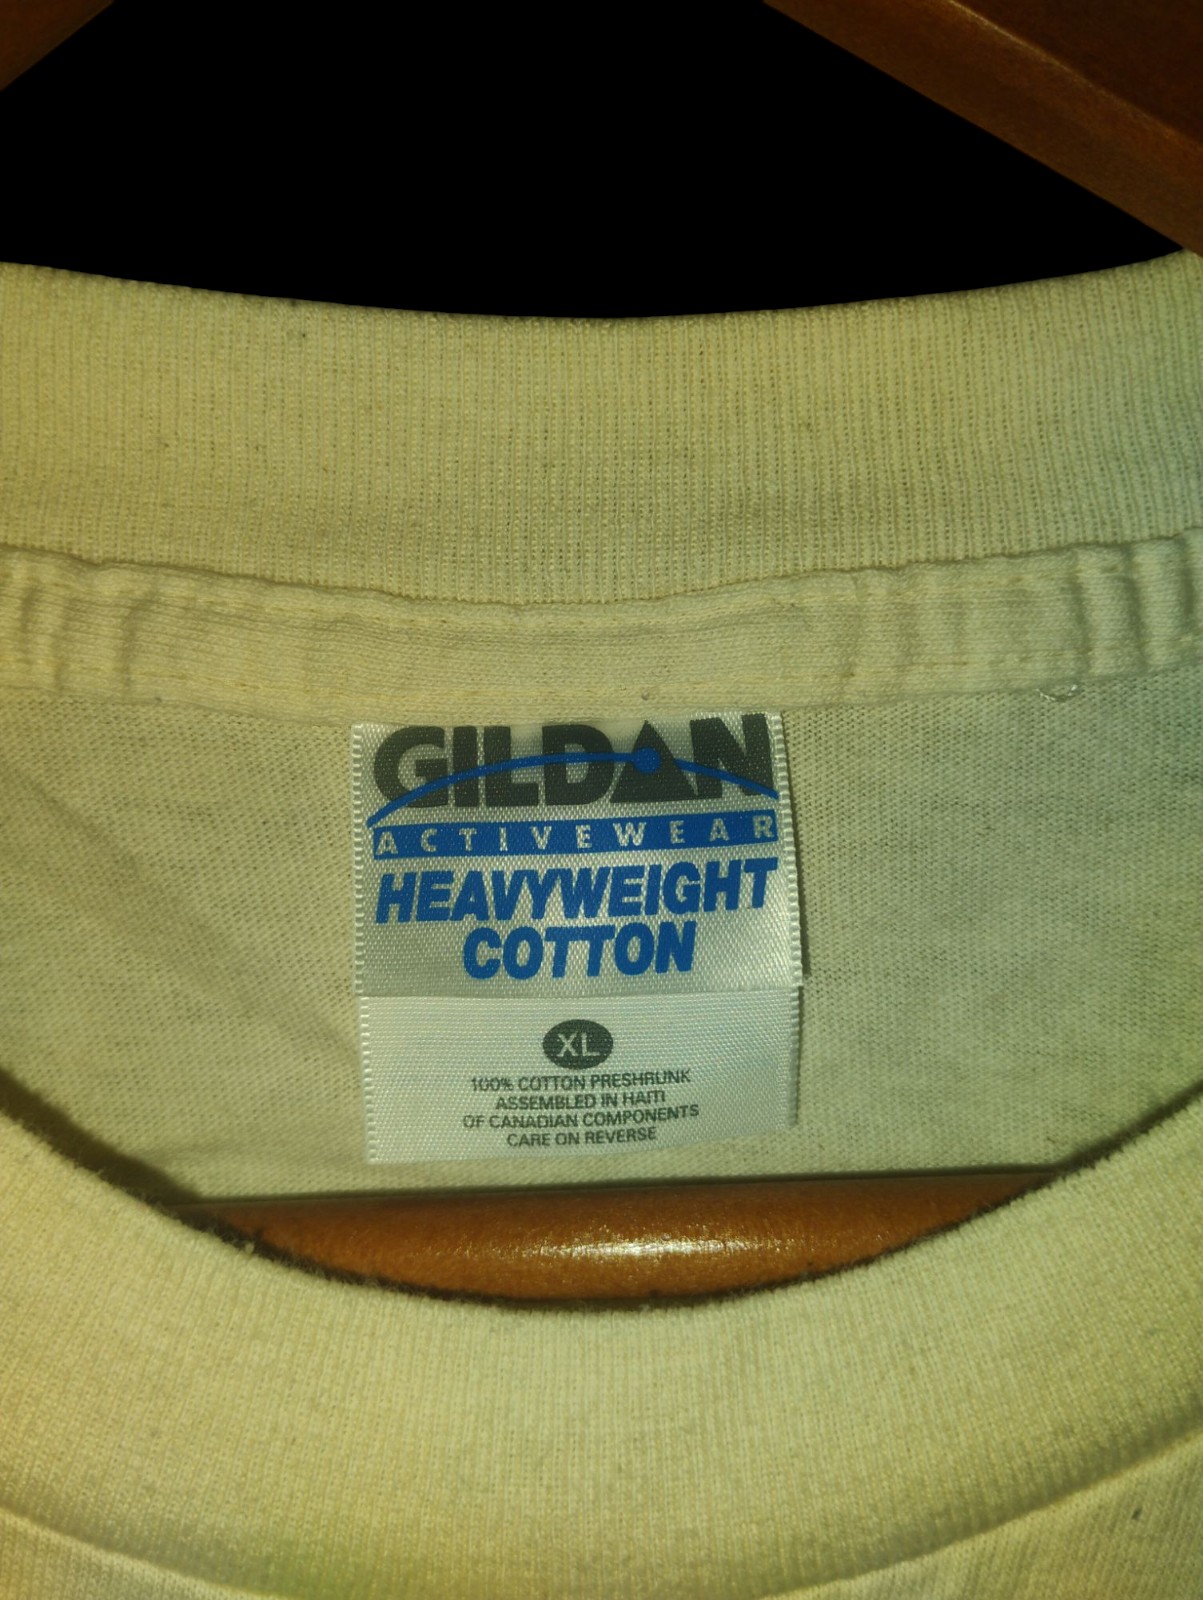 GILDAN
ACTIVEWEAR
HEAVYWEIGHT
COTTON
XL
100% COTTON PRESHRUNK
ASSEMBLED IN HAITI
OF CANADIAN COMPONENTS
CARE ON REVERSE